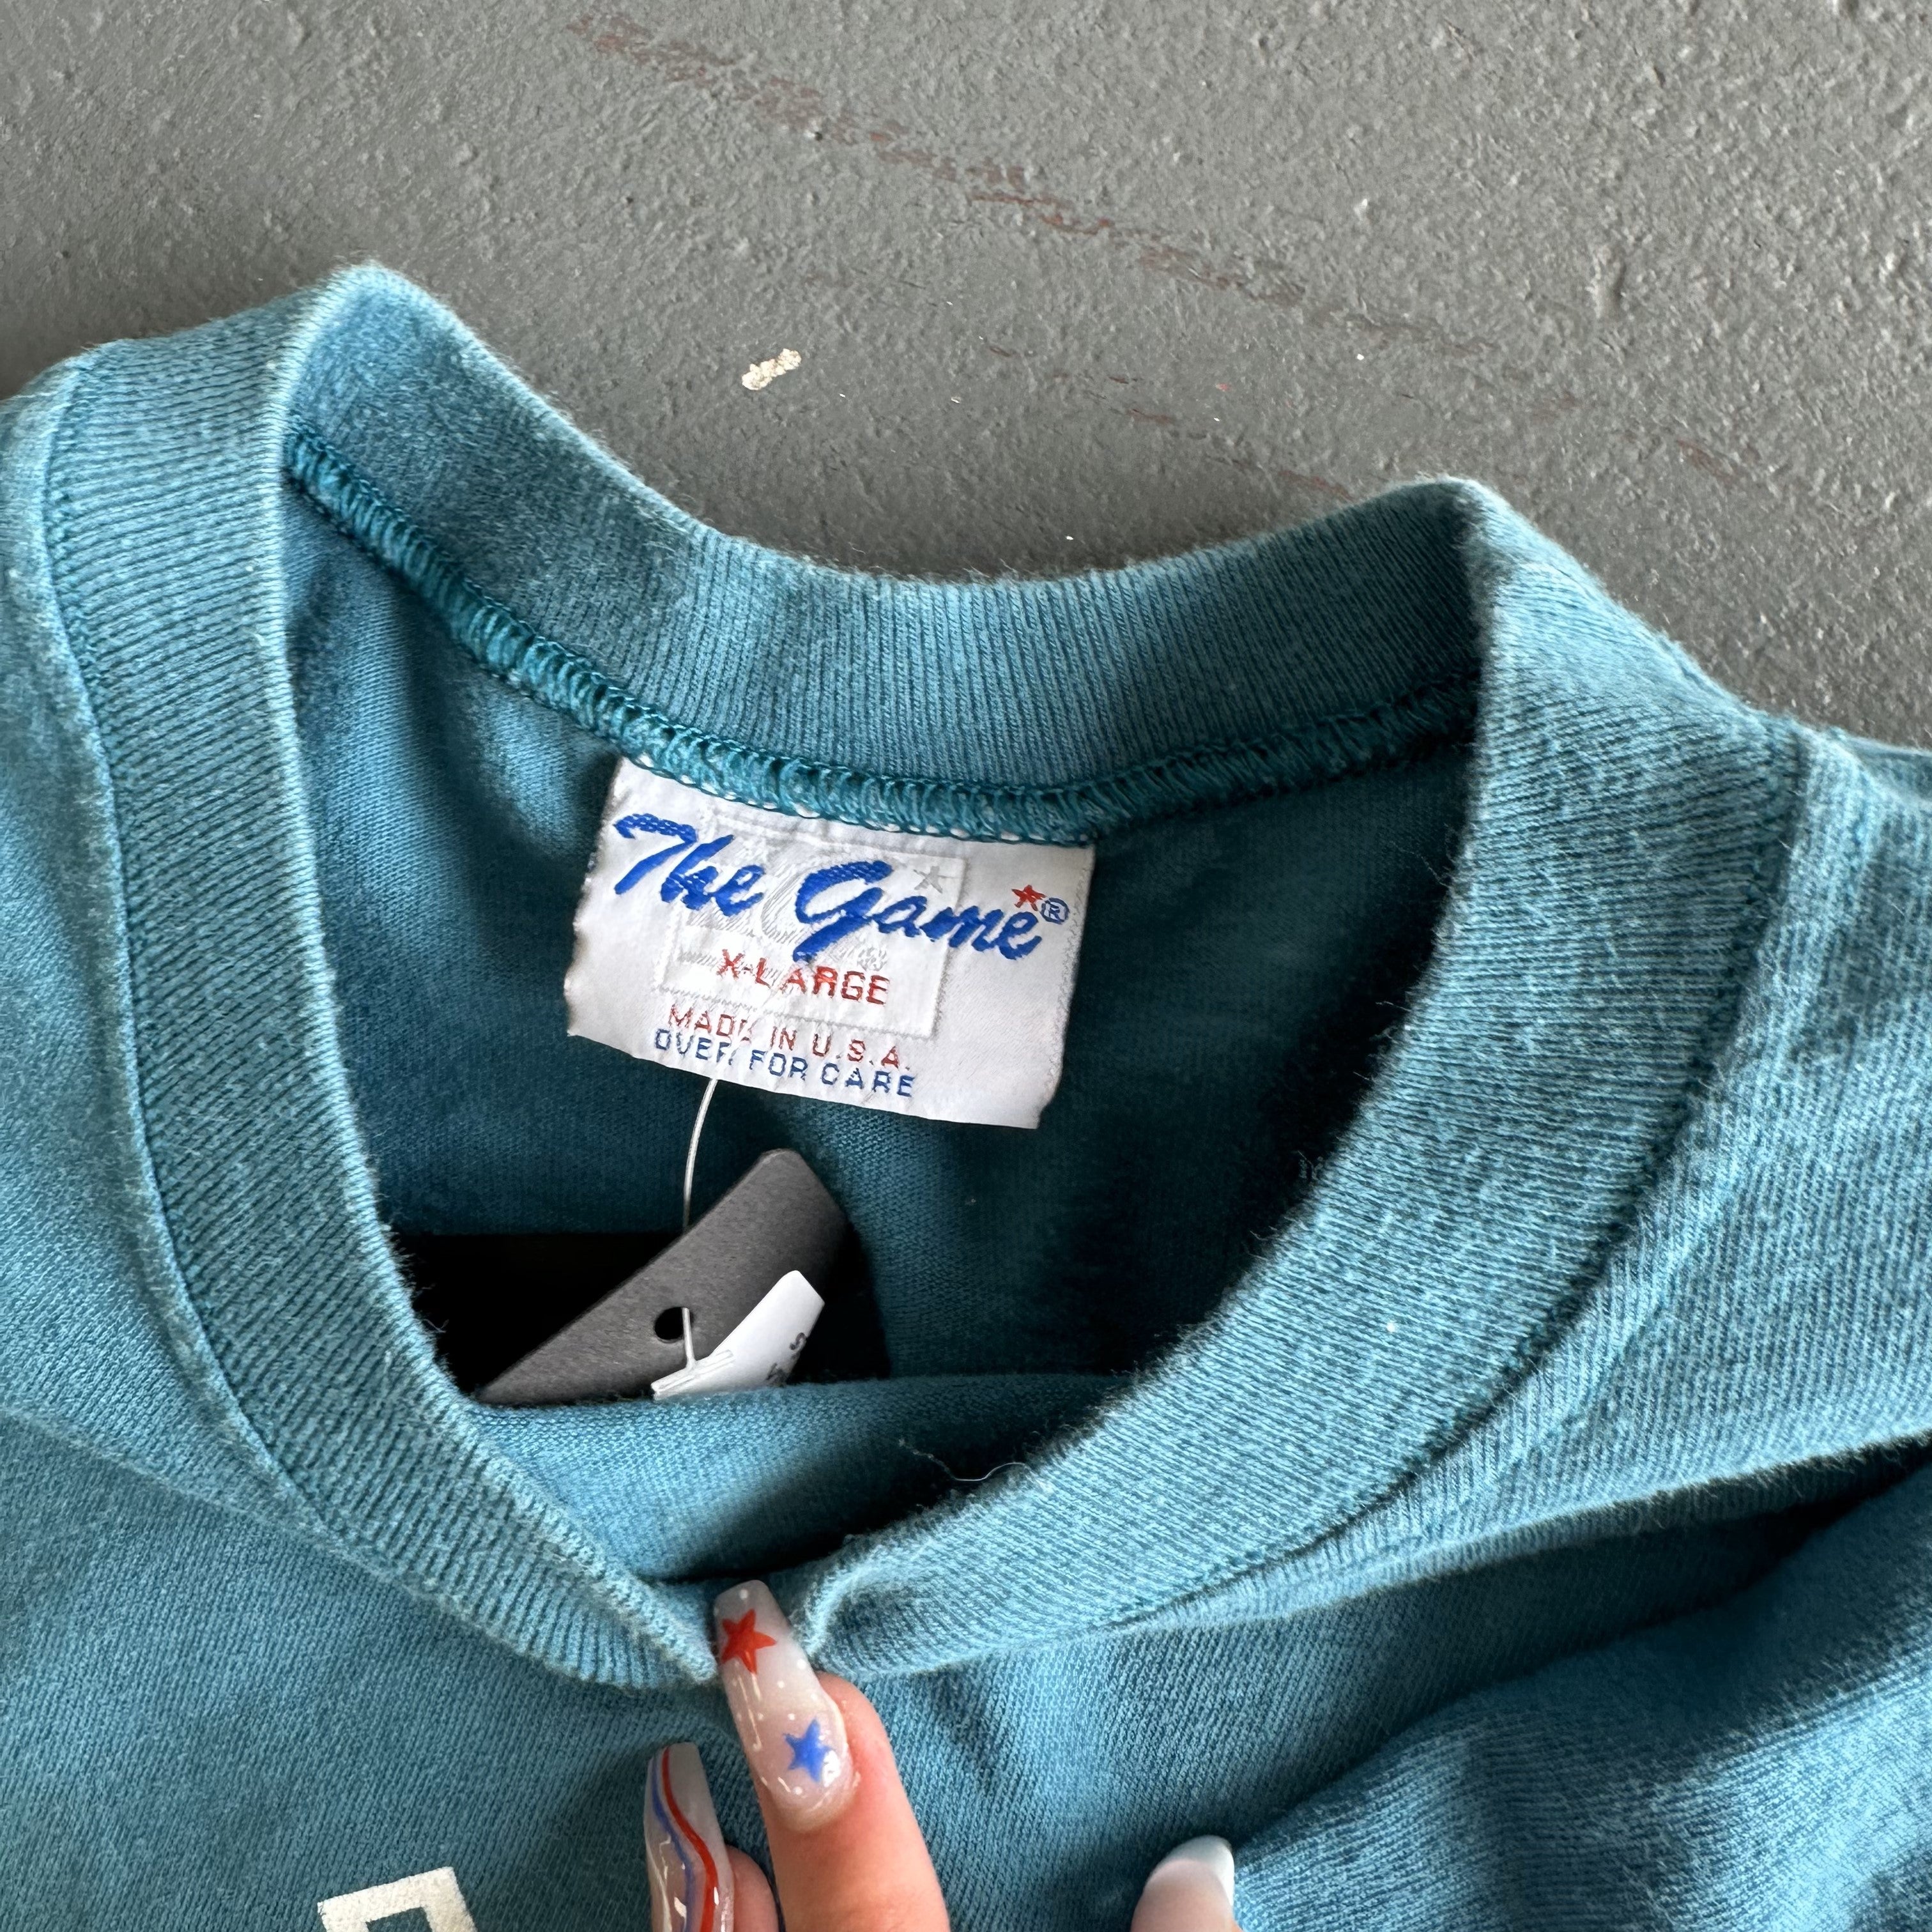 The Game ®
X-LARGE
MADE IN U.S.A.
OVER FOR CARE